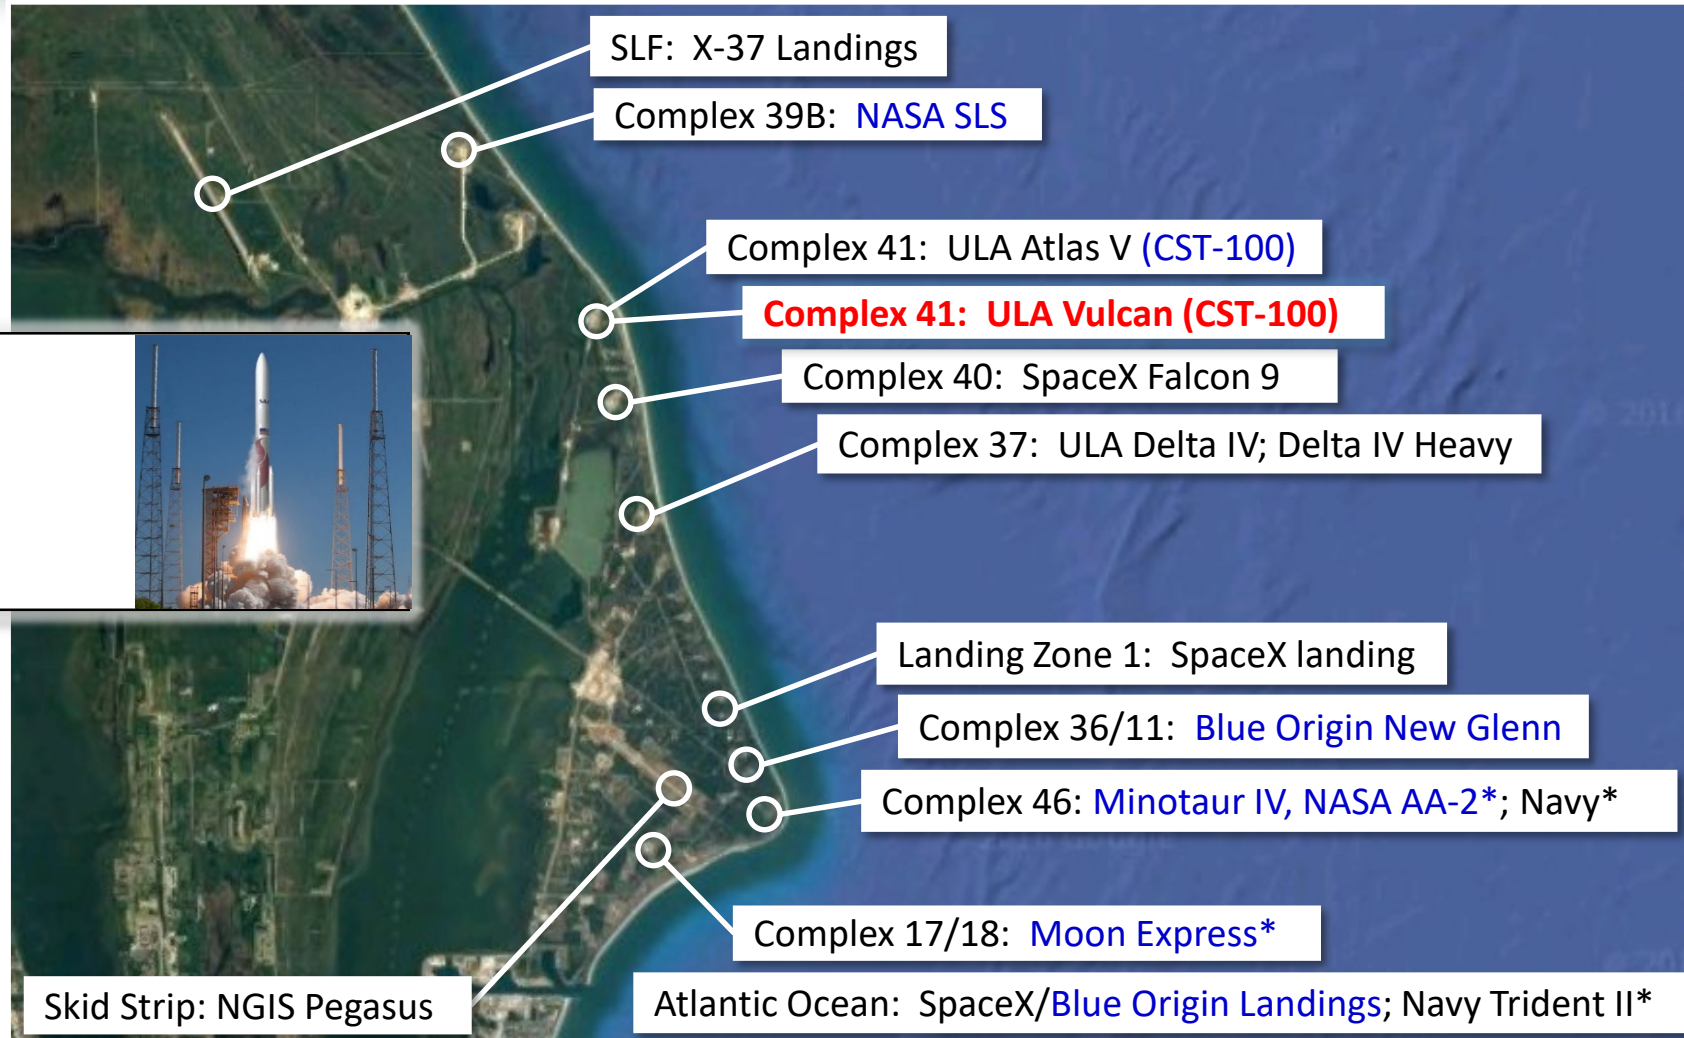 SLF: X-37 Landings
Complex 39B: NASA SLS
Complex 41: ULA Atlas V (CST-100)
Complex 41: ULA Vulcan (CST-100)
Complex 40: SpaceX Falcon 9
Complex 37: ULA Delta IV; Delta IV Heavy
Landing Zone 1: SpaceX landing
Complex 36/11: Blue Origin New Glenn
Complex 46: Minotaur IV, NASA AA-2*; Navy*
Complex 17/18: Moon Express*
Skid Strip: NGIS Pegasus
Atlantic Ocean: SpaceX/Blue Origin Landings; Navy Trident II*